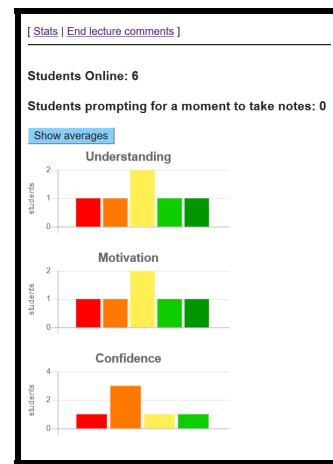 [ Stats | End lecture comments ]
Students Online: 6
Students prompting for a moment to take notes: 0
Show averages
Understanding
2
1
0
students
Motivation
2
1
0
students
Confidence
4
2
0
students